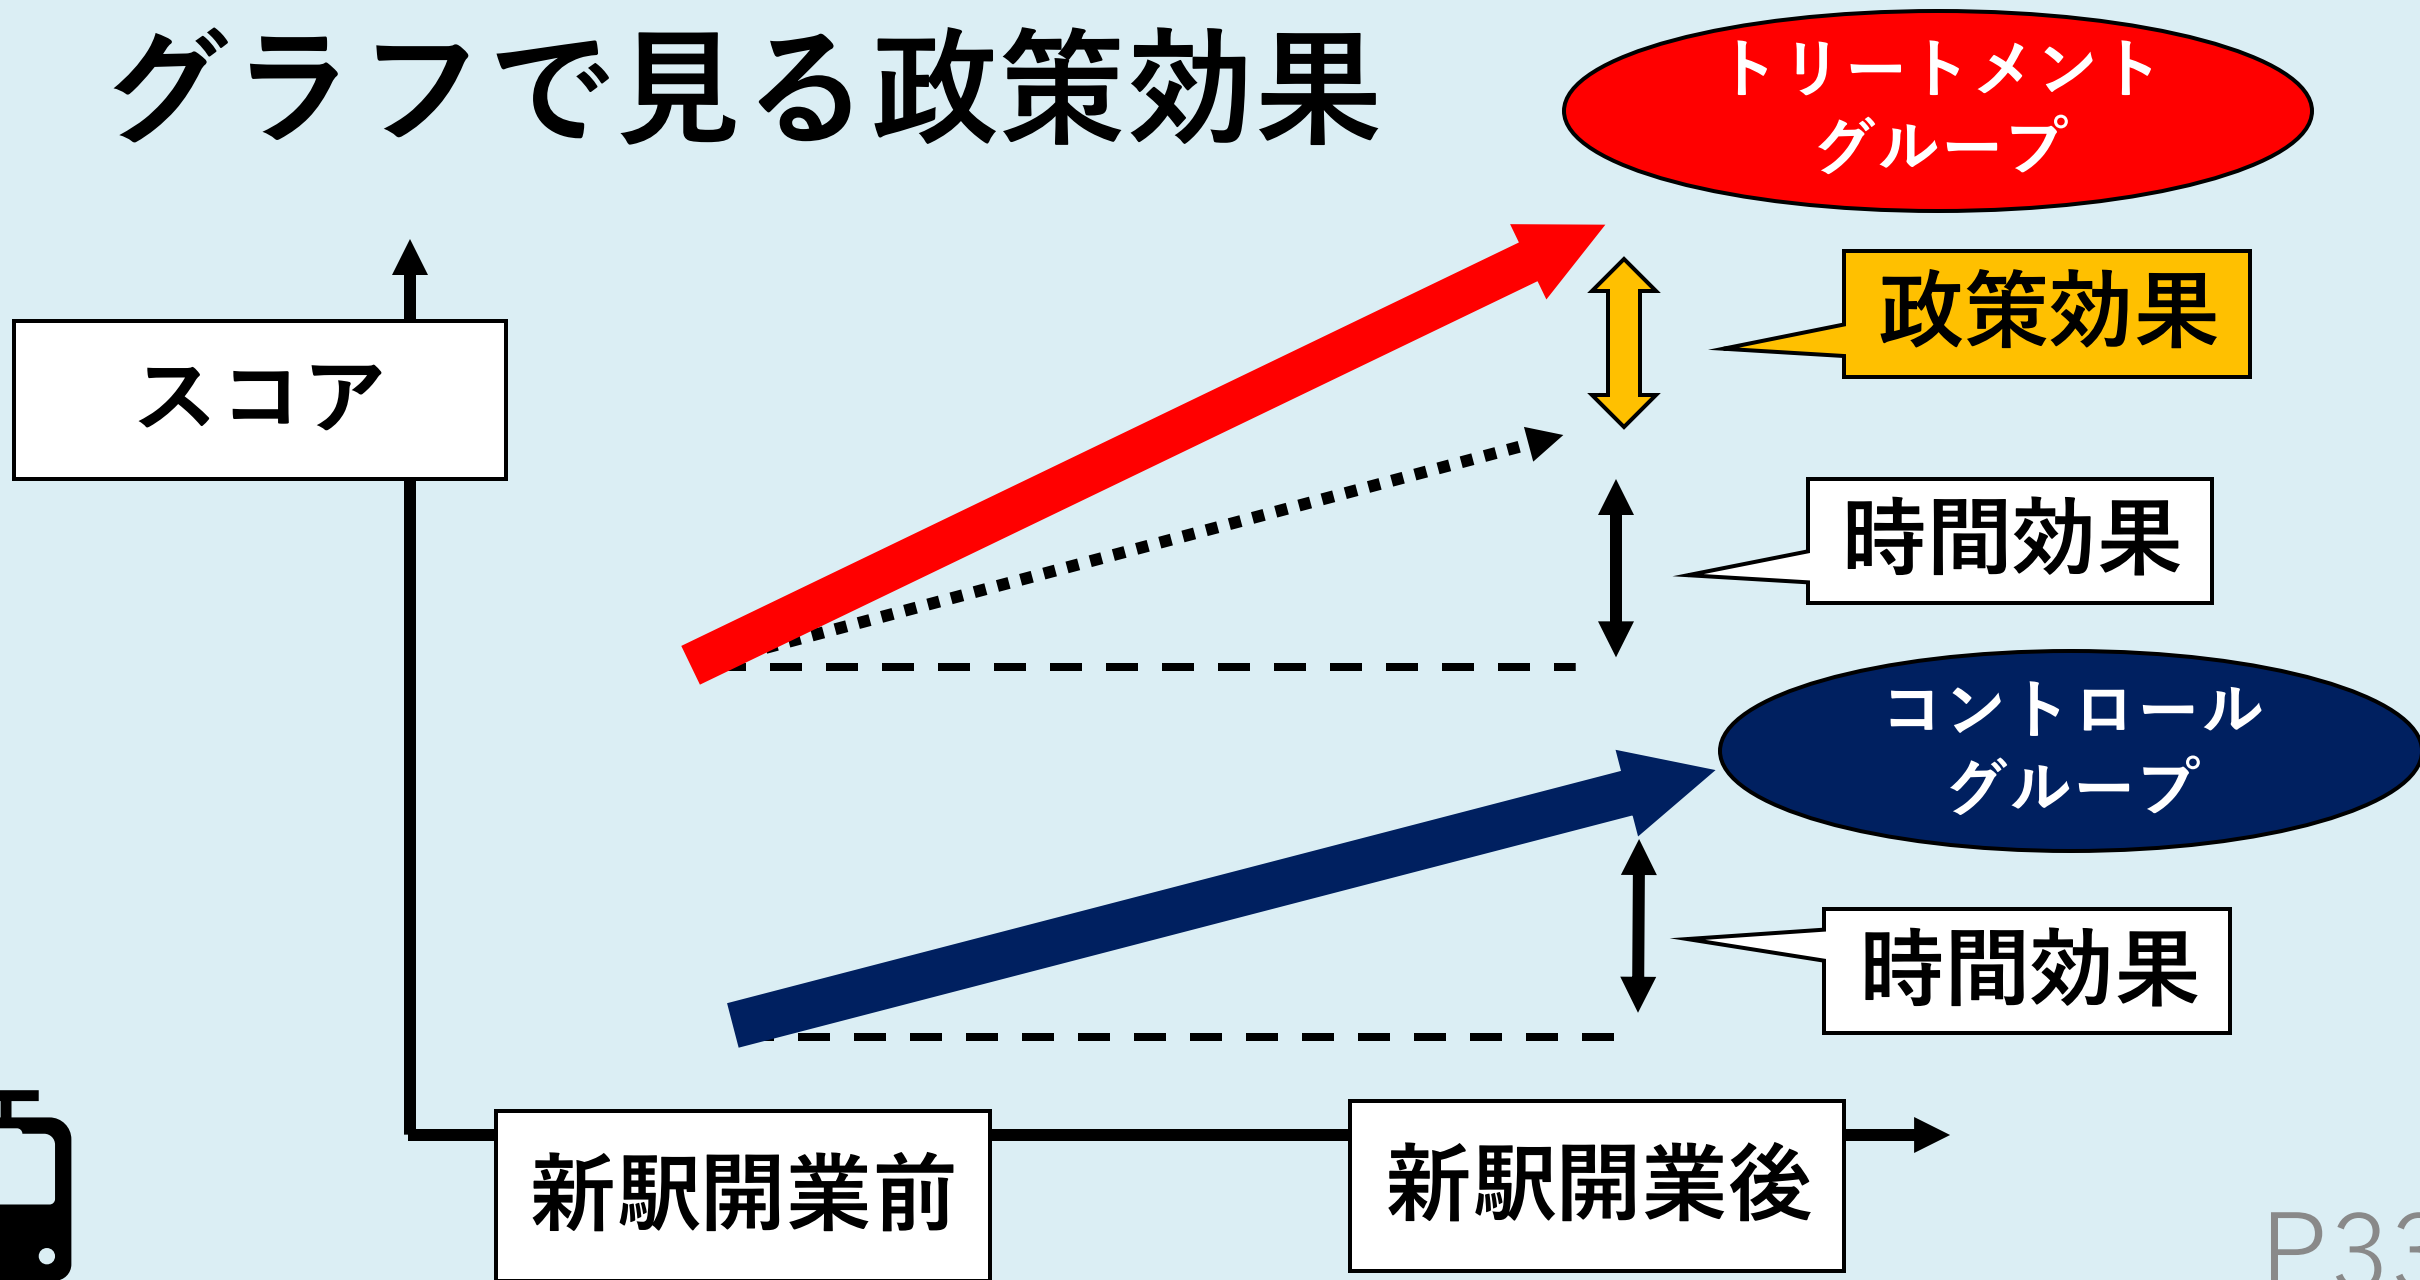 グラフで見る政策効果
トリートメント
グループ
政策効果
スコア
時間効果
コントロール
グループ
時間効果
新駅開業前
新駅開業後
P33